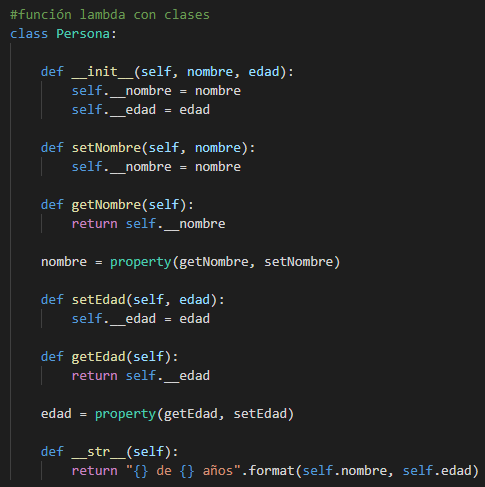 #función lambda con clases
class Persona:
    def __init__(self, nombre, edad):
        self.__nombre = nombre
        self.__edad = edad
    def setNombre(self, nombre):
        self.__nombre = nombre
    def getNombre(self):
        return self.__nombre
    nombre = property(getNombre, setNombre)
    def setEdad(self, edad):
        self.__edad = edad
    def getEdad(self):
        return self.__edad
    edad = property(getEdad, setEdad)
    def __str__(self):
        return "{} de {} años".format(self.nombre, self.edad)